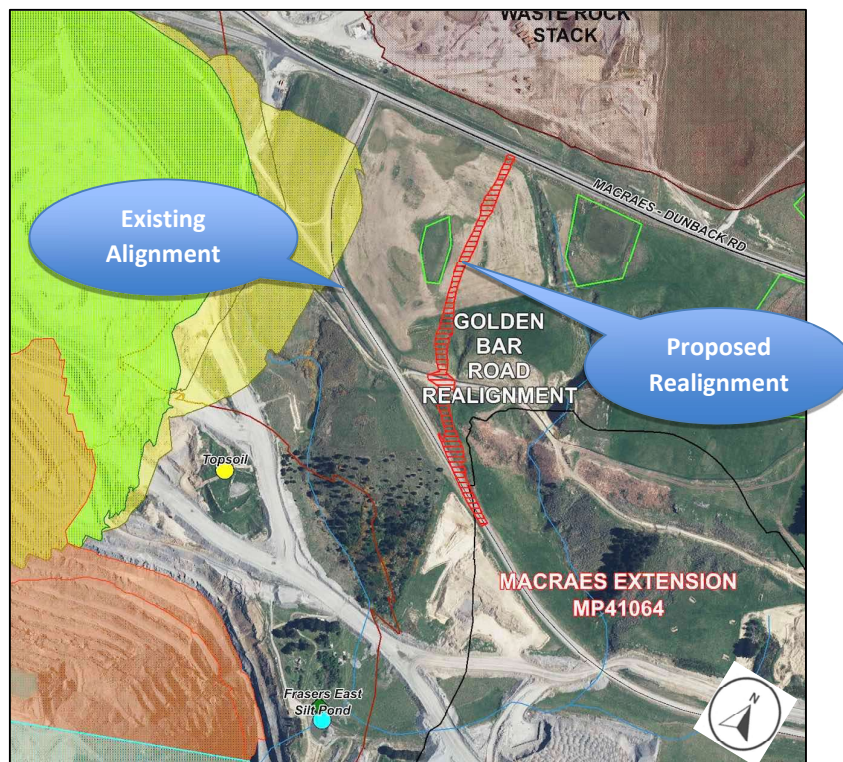 WASTE ROCK
STACK
Existing
Alignment
MACRAES - DUNBACK RD
GOLDEN
BAR
ROAD
REALIGNMENT
Proposed
Realignment
Topsoil
MACRAES EXTENSION
MP41064
Frasers East
Silt Pond
N